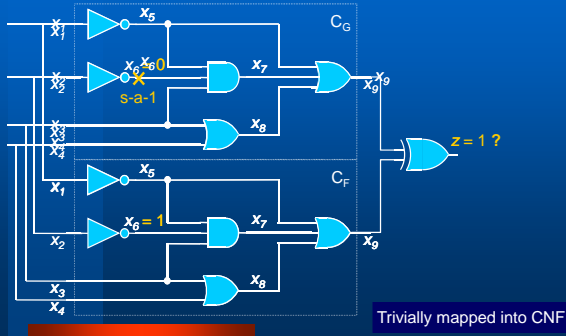 x1
x5
CG
x6 = 0
x2
s-a-1
x7
x9
x3
x4
x8
z = 1 ?
x5
CF
x1
x6 = 1
x7
x2
x9
x8
x3
x4
Trivially mapped into CNF